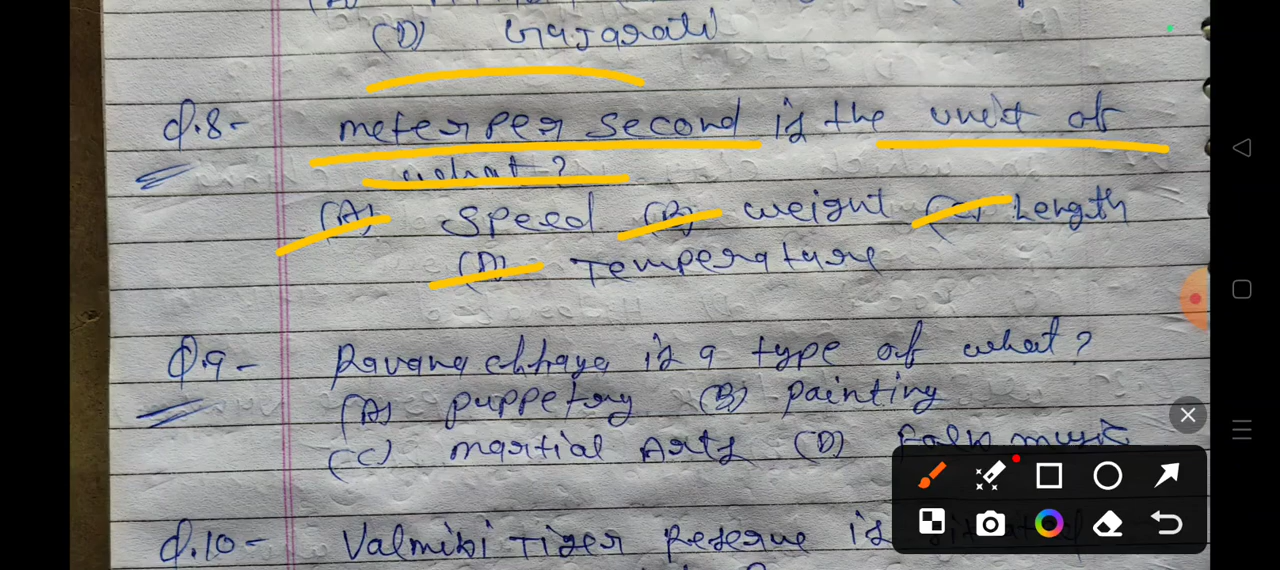 (D) Gujarati
Q.8- meter per second is the unit of
what?
(A) Speed (B) weight (C) Length
(D) Temperature
Q.9- Ravana chhaya is a type of what?
(A) puppetry (B) painting
(C) martial Arts (D) Folk music
Q.10- Valmiki Tiger Reserve is situated